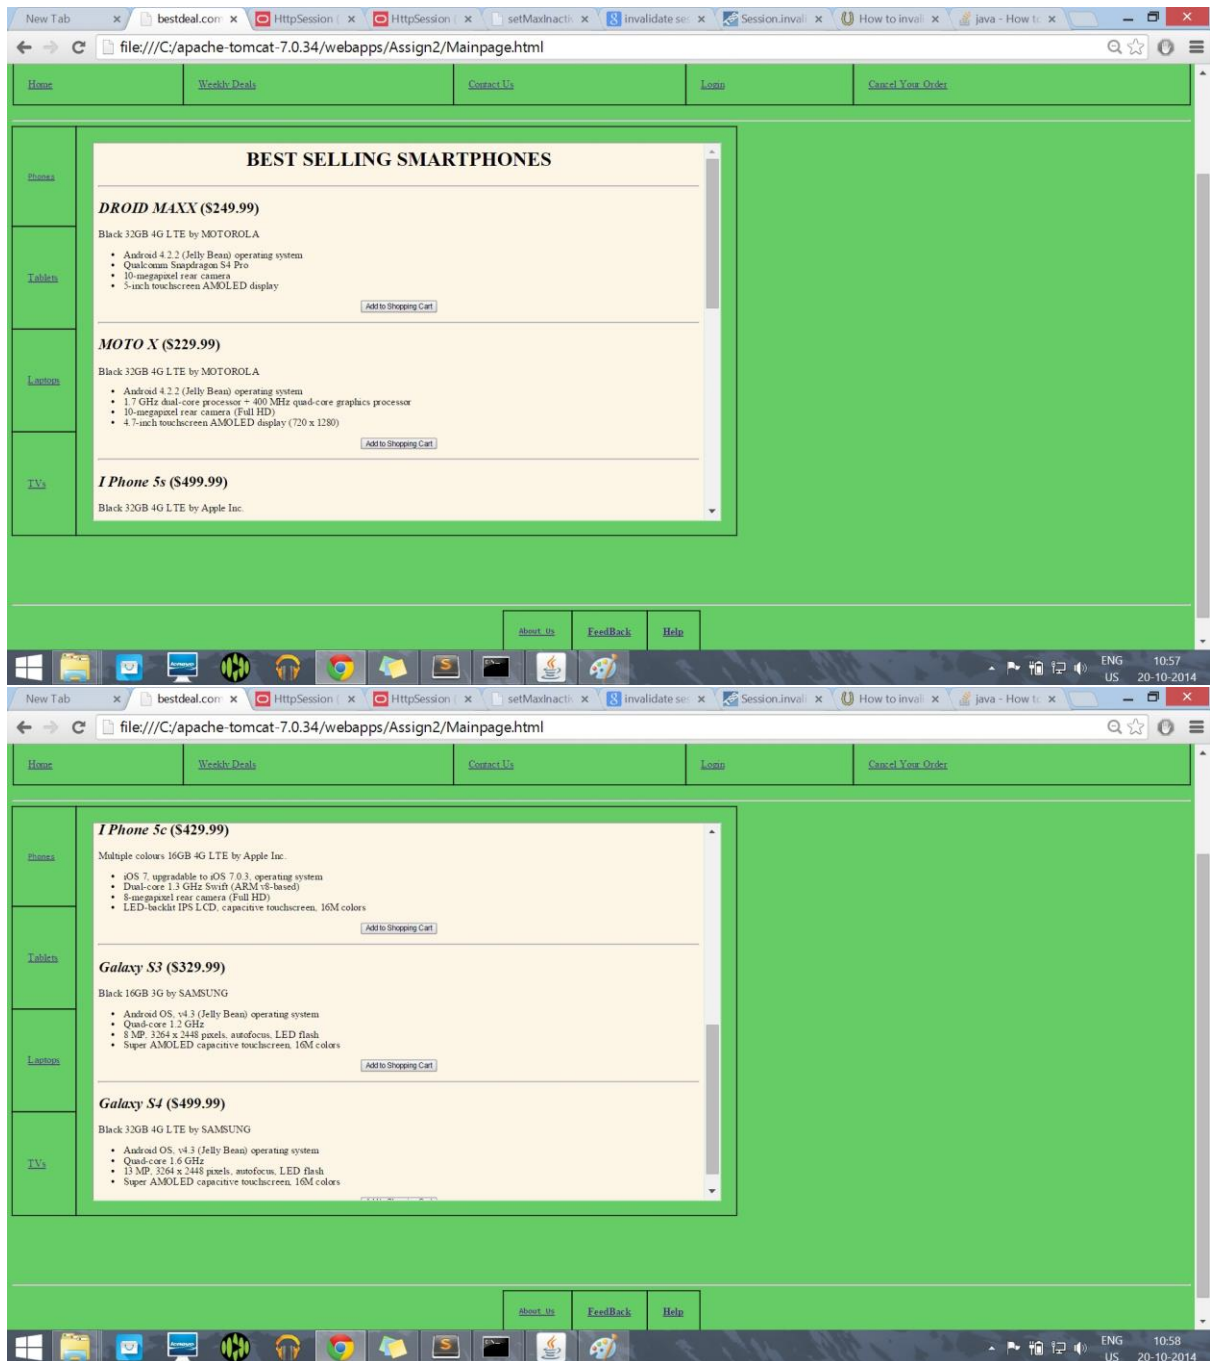 New Tab bestdeal.com HttpSession ( HttpSession ( setMaxInacti invalidate ses Session.invali How to invali java - How to
file:///C:/apache-tomcat-7.0.34/webapps/Assign2/Mainpage.html
Home Weekly Deals Contact Us Login Cancel Your Order
BEST SELLING SMARTPHONES
Phones
DROID MAXX ($249.99)
Black 32GB 4G LTE by MOTOROLA
• Android 4.2.2 (Jelly Bean) operating system
• Qualcomm Snapdragon S4 Pro
• 10-megapixel rear camera
• 5-inch touchscreen AMOLED display
Tablets
Add to Shopping Cart
MOTO X ($229.99)
Black 32GB 4G LTE by MOTOROLA
Laptops
• Android 4.2.2 (Jelly Bean) operating system
• 1.7 GHz dual-core processor + 400 MHz quad-core graphics processor
• 10-megapixel rear camera (Full HD)
• 4.7-inch touchscreen AMOLED display (720 x 1280)
Add to Shopping Cart
TVs
I Phone 5s ($499.99)
Black 32GB 4G LTE by Apple Inc.
About Us FeedBack Help
Lenovo S ENG 10:57
US 20-10-2014
New Tab bestdeal.com HttpSession ( HttpSession ( setMaxInacti invalidate ses Session.invali How to invali java - How to
file:///C:/apache-tomcat-7.0.34/webapps/Assign2/Mainpage.html
Home Weekly Deals Contact Us Login Cancel Your Order
I Phone 5c ($429.99)
Phones
Multiple colours 16GB 4G LTE by Apple Inc.
• iOS 7, upgradable to iOS 7.0.3, operating system
• Dual-core 1.3 GHz Swift (ARM v8-based)
• 8-megapixel rear camera (Full HD)
• LED-backlit IPS LCD, capacitive touchscreen, 16M colors
Add to Shopping Cart
Tablets
Galaxy S3 ($329.99)
Black 16GB 3G by SAMSUNG
• Android OS, v4.3 (Jelly Bean) operating system
• Quad-core 1.2 GHz
• 8 MP, 3264 x 2448 pixels, autofocus, LED flash
• Super AMOLED capacitive touchscreen, 16M colors
Laptops
Add to Shopping Cart
Galaxy S4 ($499.99)
Black 32GB 4G LTE by SAMSUNG
• Android OS, v4.3 (Jelly Bean) operating system
• Quad-core 1.6 GHz
• 13 MP, 3264 x 2448 pixels, autofocus, LED flash
• Super AMOLED capacitive touchscreen, 16M colors
TVs
About Us FeedBack Help
Lenovo S ENG 10:58
US 20-10-2014